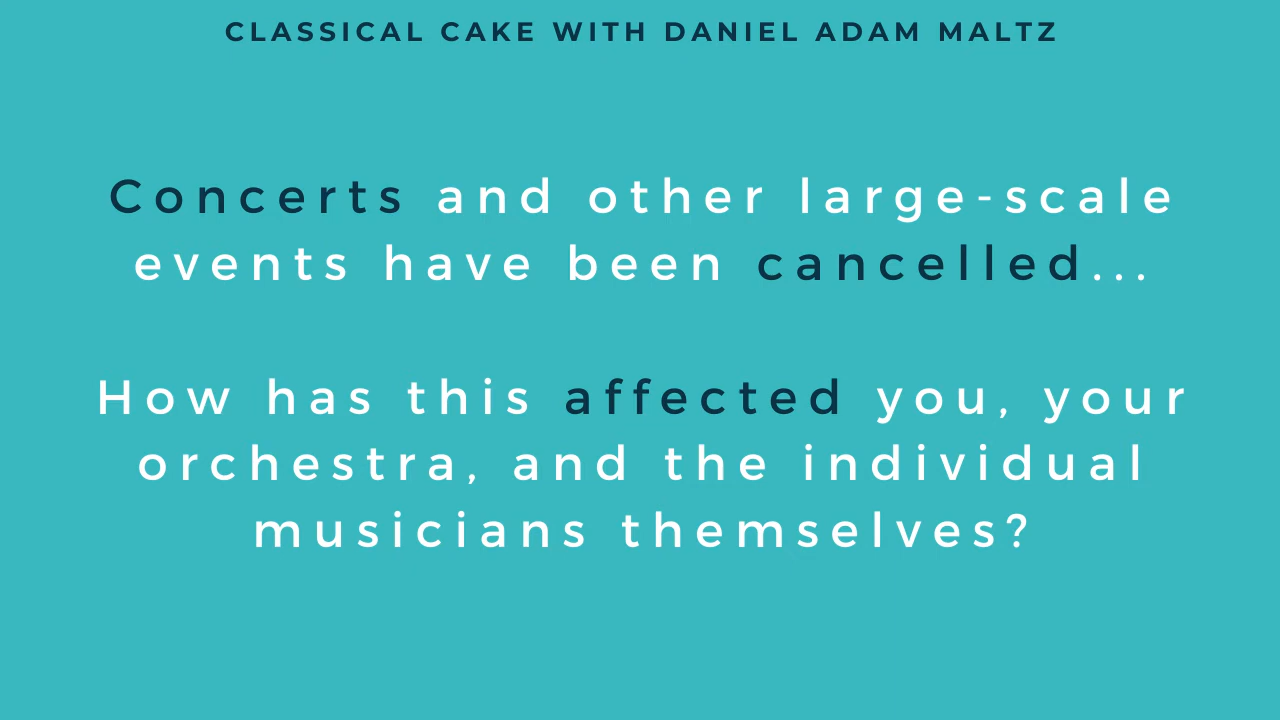 CLASSICAL CAKE WITH DANIEL ADAM MALTZ
Concerts and other large-scale
events have been cancelled...
How has this affected you, your
orchestra, and the individual
musicians themselves?